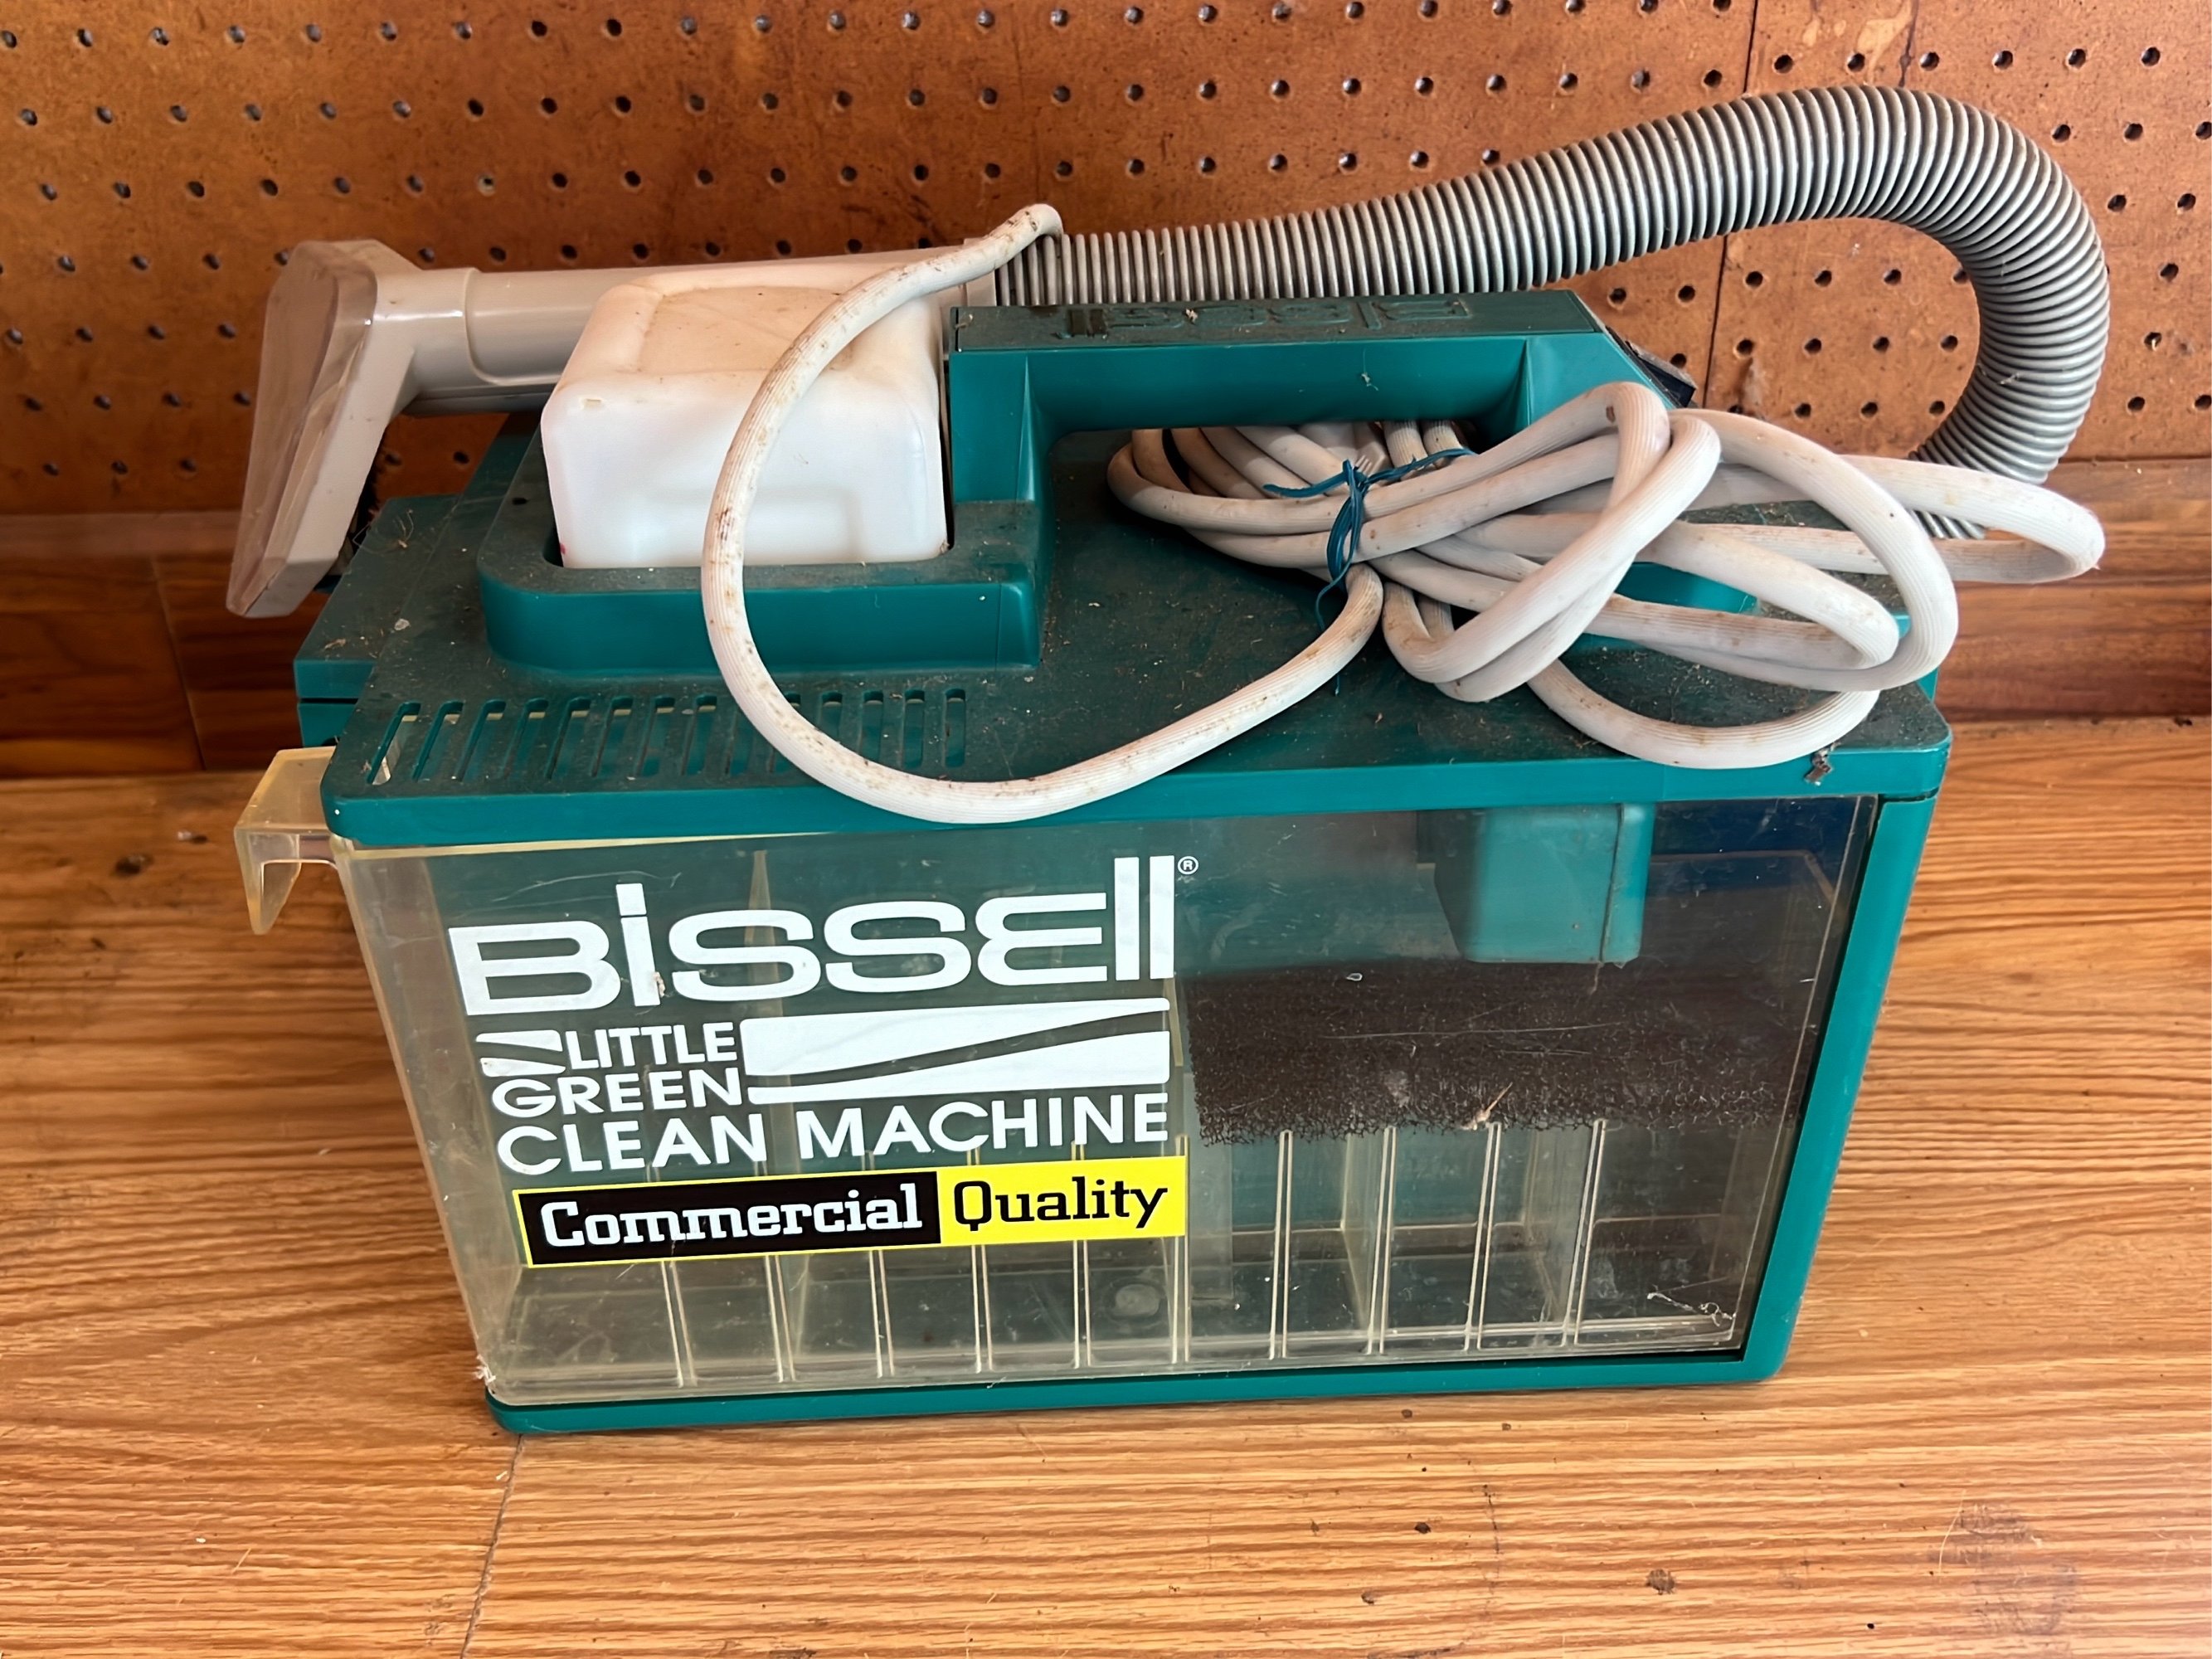 Bissell
Bissell®
LITTLE
GREEN
CLEAN MACHINE
Commercial Quality